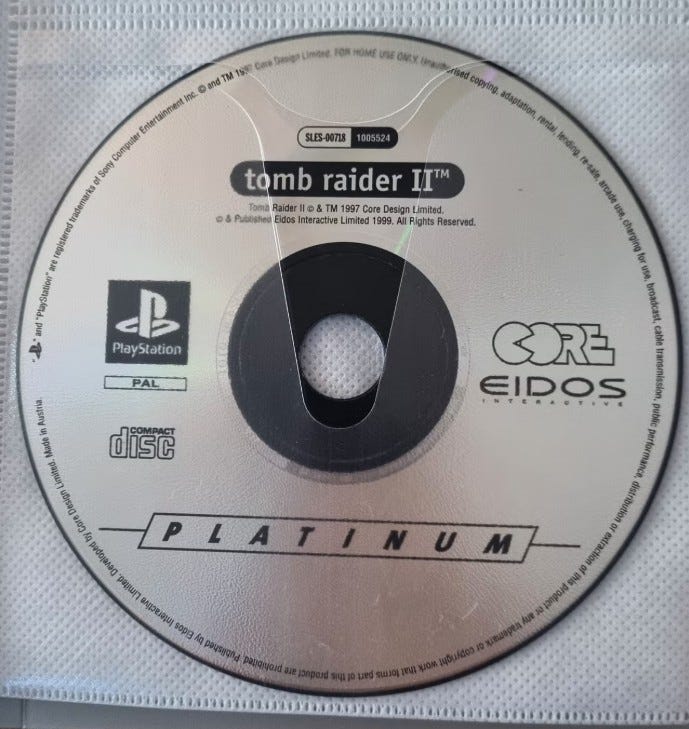 SLES-00718 1005524
tomb raider II™
Tomb Raider II © & TM 1997 Core Design Limited.
© & Published Eidos Interactive Limited 1999. All Rights Reserved.
PlayStation
PAL
COMPACT
disc
CORE
EIDOS
INTERACTIVE
PLATINUM
" and "PlayStation" are registered trademarks of Sony Computer Entertainment Inc. © and TM 1997 Core Design Limited. FOR HOME USE ONLY. Unauthorised copying, adaptation, rental, lending, re-sale, arcade use, charging for use, broadcast, cable transmission, public performance, distribution or extraction of this product or any trademark or copyright work that forms part of this product are prohibited. Published by Eidos Interactive Limited. Developed by Core Design Limited. Made in Austria.